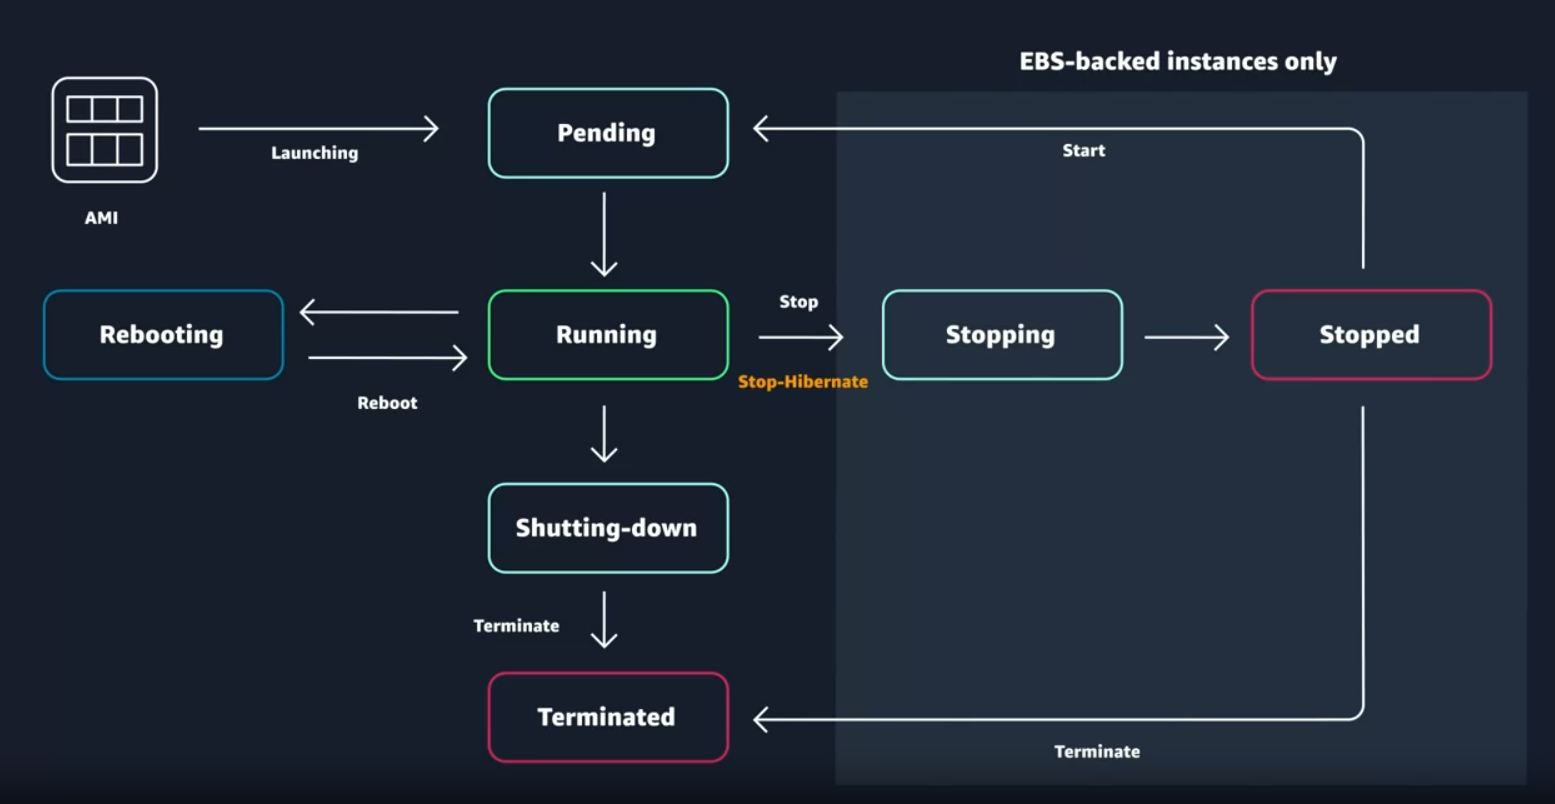 EBS-backed instances only
Pending
Launching
Start
AMI
Rebooting
Running
Stop
Stopping
Stopped
Stop-Hibernate
Reboot
Shutting-down
Terminate
Terminated
Terminate